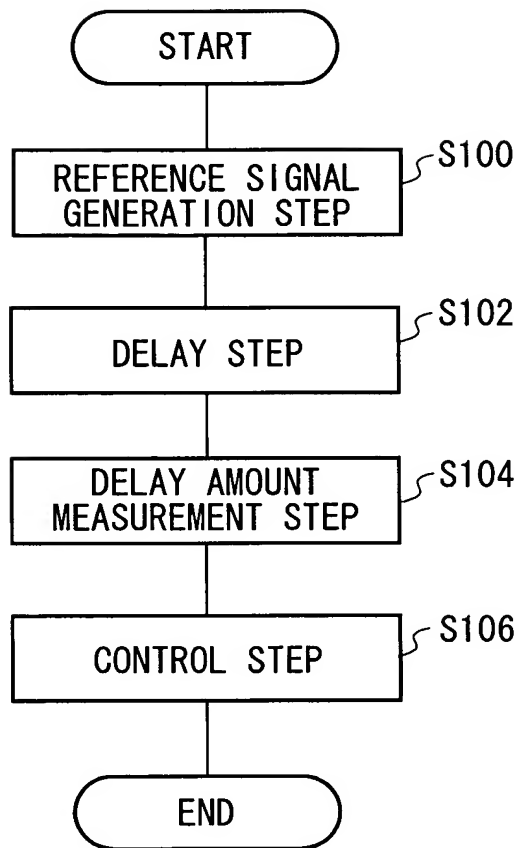 START
REFERENCE SIGNAL
GENERATION STEP
S100
DELAY STEP
S102
DELAY AMOUNT
MEASUREMENT STEP
S104
CONTROL STEP
S106
END